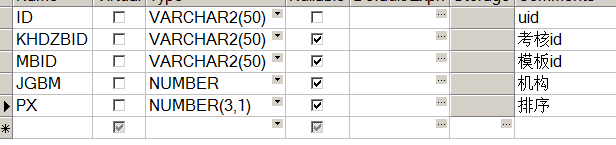 Name Virtual Type Nullable Default/Expr. Storage Comments
ID VARCHAR2(50) ... uid
KHDZBID VARCHAR2(50) ... 考核id
MBID VARCHAR2(50) ... 模板id
JGBM NUMBER ... 机构
PX NUMBER(3,1) ... 排序
... ...